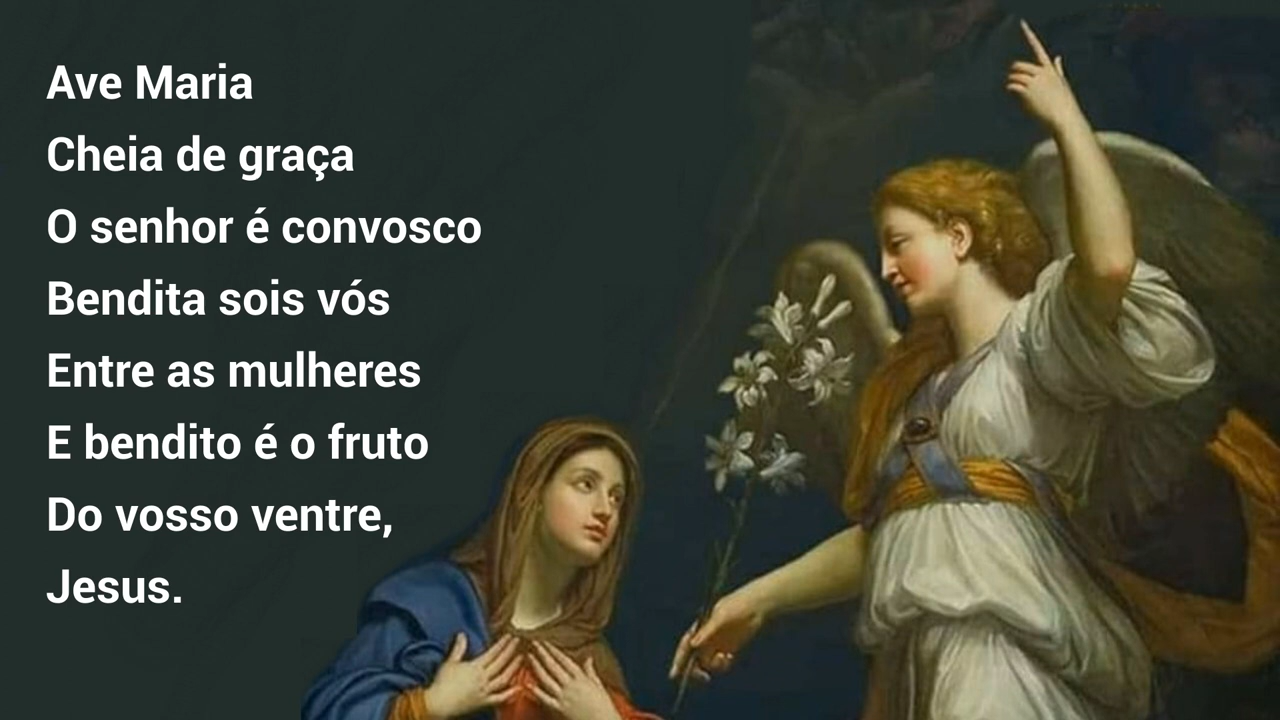 Ave Maria
Cheia de graça
O senhor é convosco
Bendita sois vós
Entre as mulheres
E bendito é o fruto
Do vosso ventre,
Jesus.